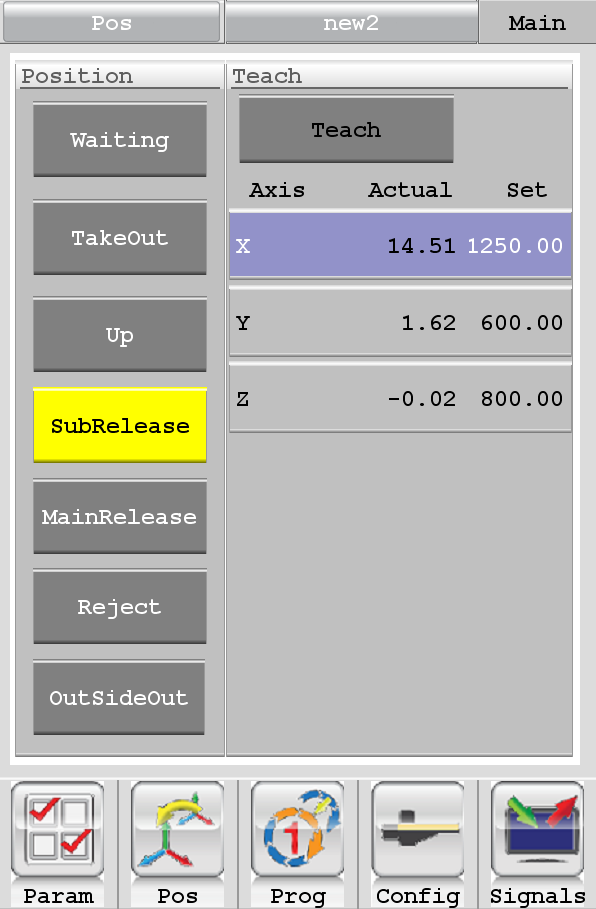 Pos new2 Main
Position
Waiting
TakeOut
Up
SubRelease
MainRelease
Reject
OutSideOut
Teach
Teach
Axis Actual Set
X 14.51 1250.00
Y 1.62 600.00
Z -0.02 800.00
1
Param Pos Prog Config Signals